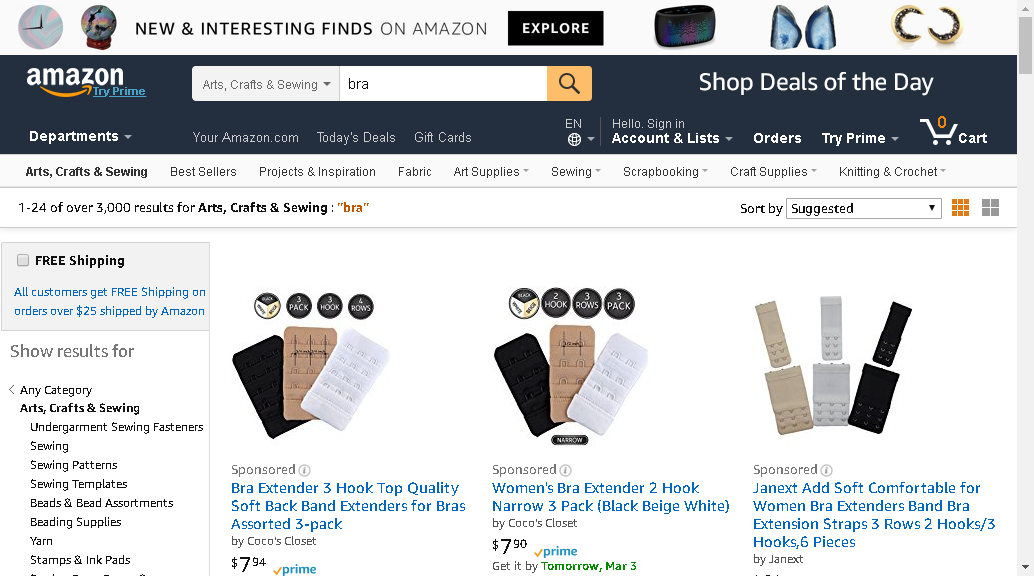 NEW & INTERESTING FINDS ON AMAZON EXPLORE
amazon
Try Prime
Arts, Crafts & Sewing
bra
Shop Deals of the Day
Departments
Your Amazon.com Today's Deals Gift Cards
EN
Hello. Sign in
Account & Lists
Orders
Try Prime
0
Cart
Arts, Crafts & Sewing Best Sellers Projects & Inspiration Fabric Art Supplies Sewing Scrapbooking Craft Supplies Knitting & Crochet
1-24 of over 3,000 results for Arts, Crafts & Sewing : "bra"
Sort by Suggested
FREE Shipping
All customers get FREE Shipping on
orders over $25 shipped by Amazon
Show results for
Any Category
Arts, Crafts & Sewing
Undergarment Sewing Fasteners
Sewing
Sewing Patterns
Sewing Templates
Beads & Bead Assortments
Beading Supplies
Yarn
Stamps & Ink Pads
BLACK
3 PACK
3 HOOK
4 ROWS
Sponsored
Bra Extender 3 Hook Top Quality
Soft Back Band Extenders for Bras
Assorted 3-pack
by Coco's Closet
$7 94 prime
BLACK
2 HOOK
3 ROWS
3 PACK
NARROW
Sponsored
Women's Bra Extender 2 Hook
Narrow 3 Pack (Black Beige White)
by Coco's Closet
$7 90 prime
Get it by Tomorrow, Mar 3
Sponsored
Janext Add Soft Comfortable for
Women Bra Extenders Band Bra
Extension Straps 3 Rows 2 Hooks/3
Hooks,6 Pieces
by Janext